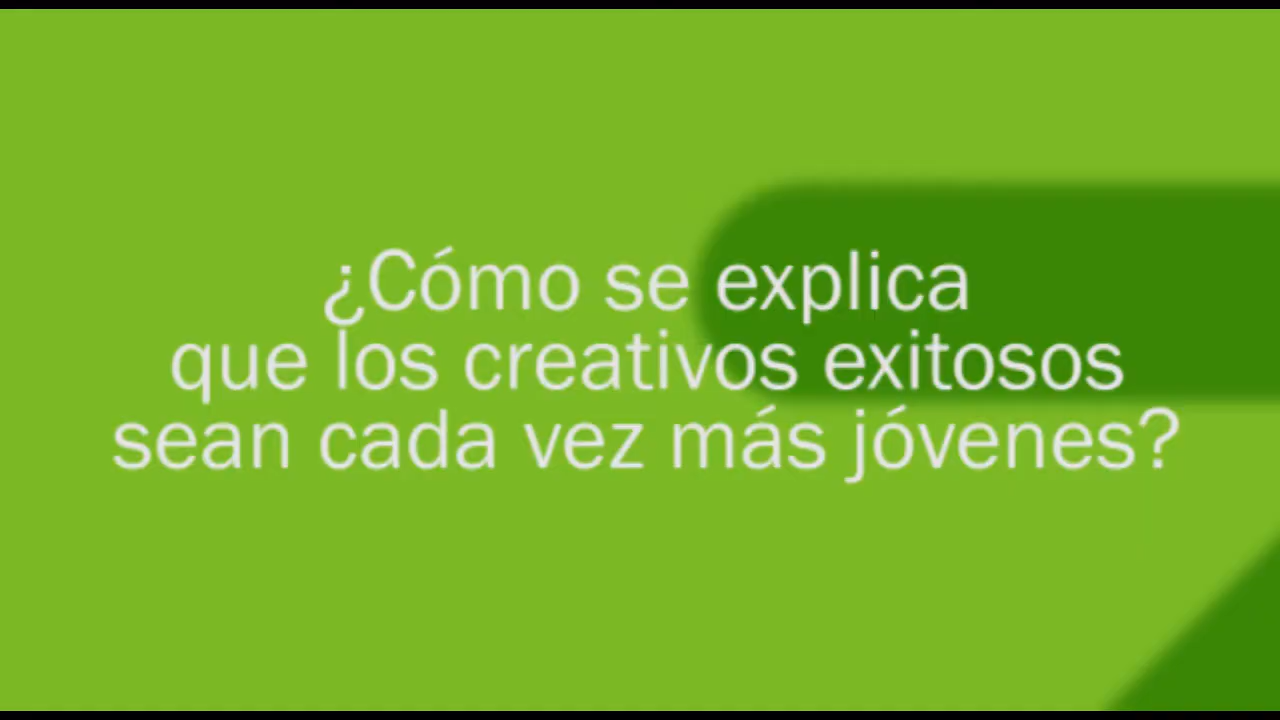 ¿Cómo se explica
que los creativos exitosos
sean cada vez más jóvenes?